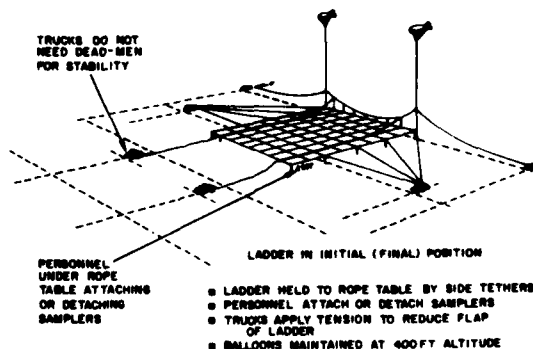 TRUCKS DO NOT
NEED DEAD-MEN
FOR STABILITY
PERSONNEL
UNDER ROPE
TABLE ATTACHING
OR DETACHING
SAMPLERS
LADDER IN INITIAL (FINAL) POSITION
■ LADDER HELD TO ROPE TABLE BY SIDE TETHERS
■ PERSONNEL ATTACH OR DETACH SAMPLERS
■ TRUCKS APPLY TENSION TO REDUCE FLAP
OF LADDER
■ BALLOONS MAINTAINED AT 400 FT ALTITUDE